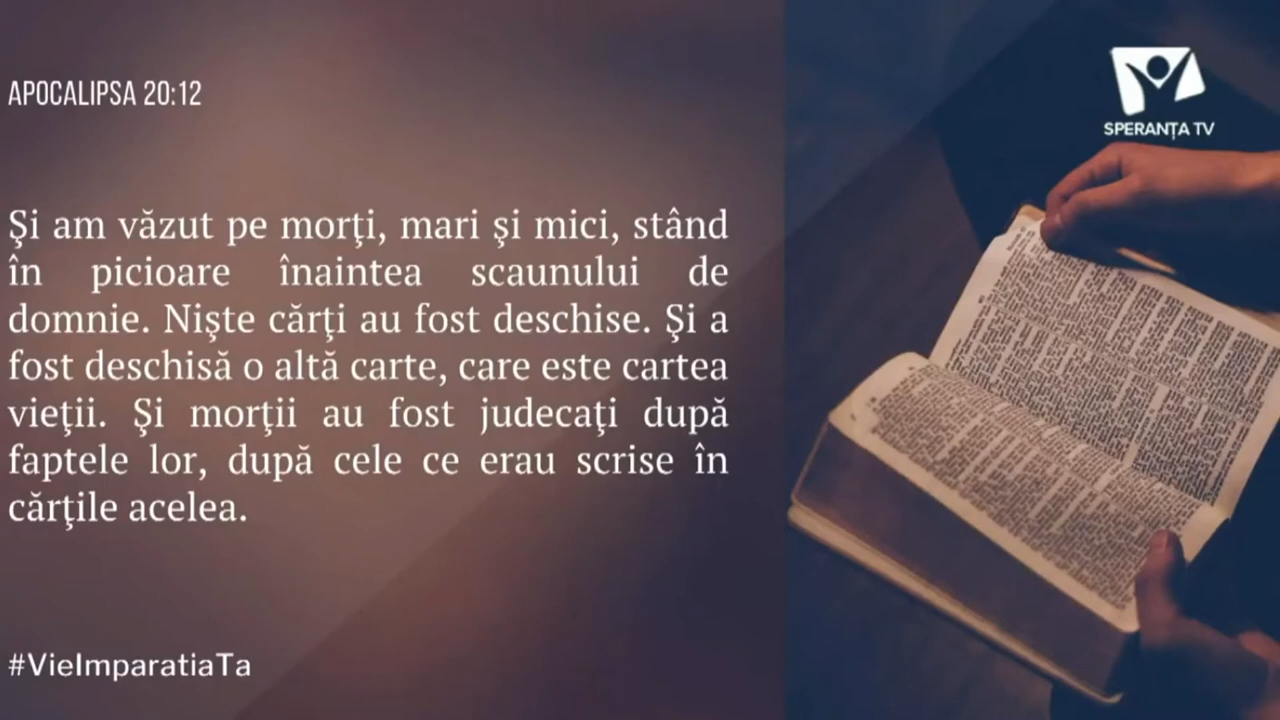 APOCALIPSA 20:12
SPERANȚA TV
Şi am văzut pe morţi, mari şi mici, stând
în picioare înaintea scaunului de
domnie. Nişte cărţi au fost deschise. Şi a
fost deschisă o altă carte, care este cartea
vieţii. Şi morţii au fost judecaţi după
faptele lor, după cele ce erau scrise în
cărţile acelea.
#VieImparatiaTa